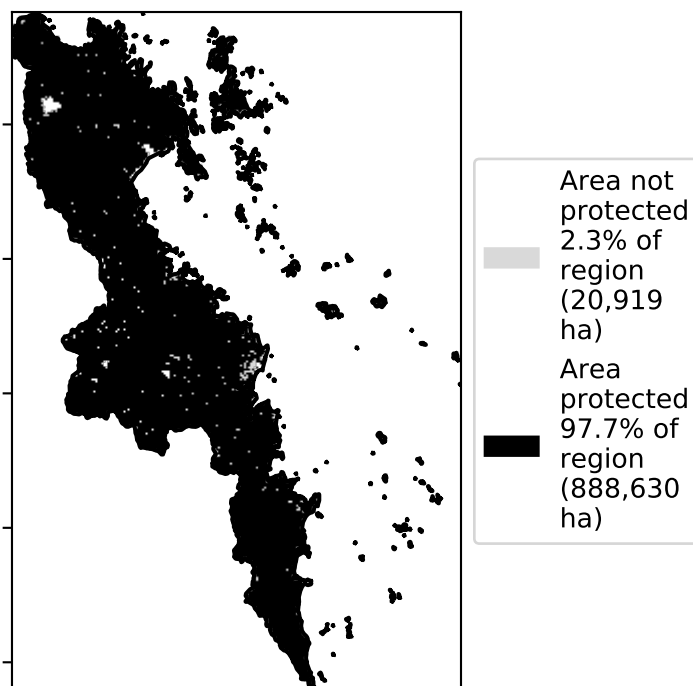 Area not
protected
2.3% of
region
(20,919
ha)
Area
protected
97.7% of
region
(888,630
ha)